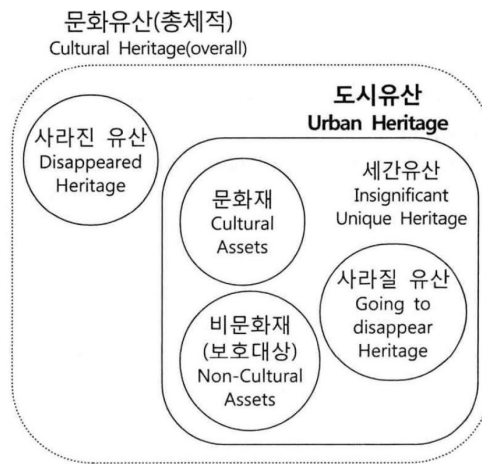 문화유산(총체적)
Cultural Heritage(overall)
도시유산
Urban Heritage
사라진 유산
Disappeared
Heritage
세간유산
Insignificant
Unique Heritage
문화재
Cultural
Assets
사라질 유산
Going to
disappear
Heritage
비문화재
(보호대상)
Non-Cultural
Assets